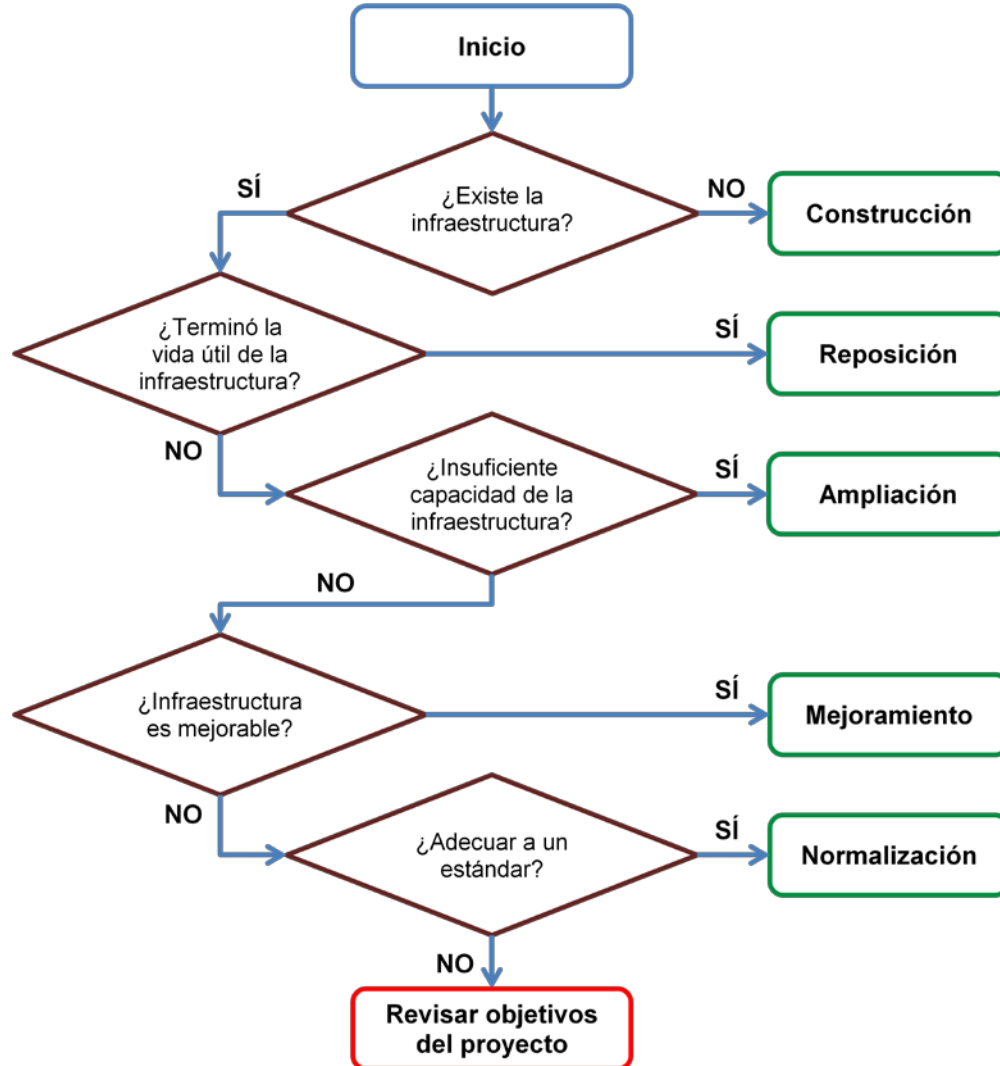 Inicio
¿Existe la
infraestructura?
SÍ
NO
Construcción
¿Terminó la
vida útil de la
infraestructura?
SÍ
Reposición
NO
¿Insuficiente
capacidad de la
infraestructura?
SÍ
Ampliación
NO
¿Infraestructura
es mejorable?
SÍ
Mejoramiento
NO
¿Adecuar a un
estándar?
SÍ
Normalización
NO
Revisar objetivos
del proyecto